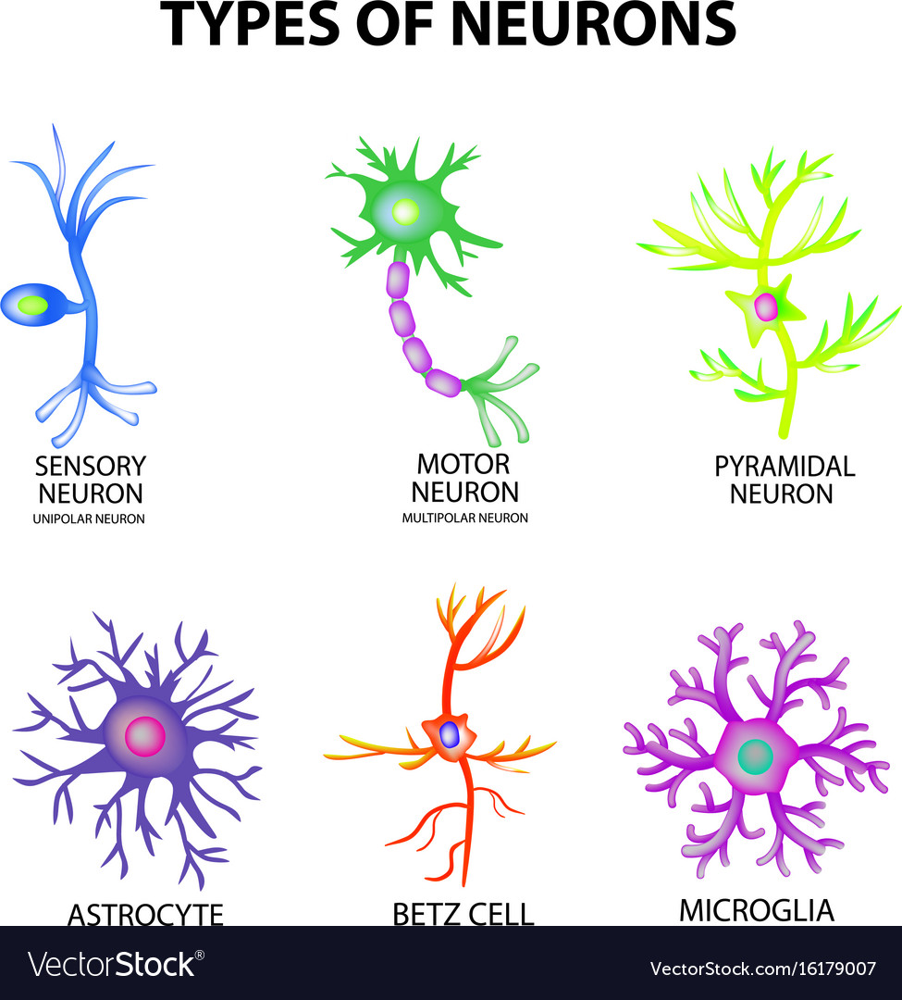 TYPES OF NEURONS
SENSORY
NEURON
UNIPOLAR NEURON
MOTOR
NEURON
MULTIPOLAR NEURON
PYRAMIDAL
NEURON
ASTROCYTE
BETZ CELL
MICROGLIA
VectorStock®
VectorStock.com/16179007